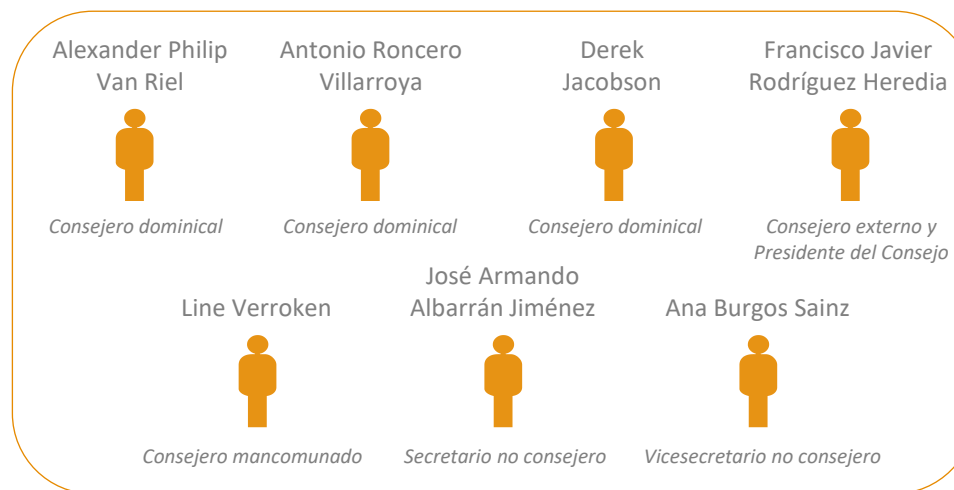 Alexander Philip
Van Riel
Consejero dominical
Antonio Roncero
Villarroya
Consejero dominical
Derek
Jacobson
Consejero dominical
Francisco Javier
Rodríguez Heredia
Consejero externo y
Presidente del Consejo
Line Verroken
Consejero mancomunado
José Armando
Albarrán Jiménez
Secretario no consejero
Ana Burgos Sainz
Vicesecretario no consejero